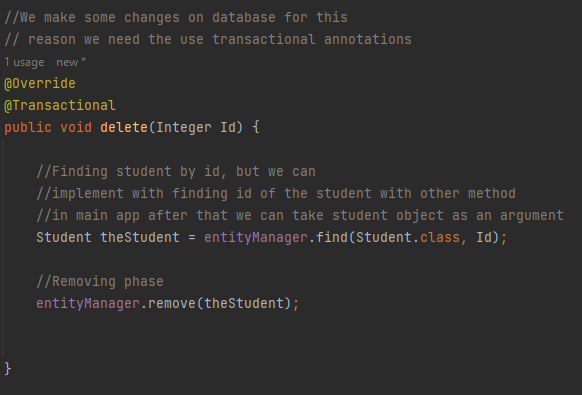 //We make some changes on database for this
// reason we need the use transactional annotations
1 usage new *
@Override
@Transactional
public void delete(Integer Id) {
//Finding student by id, but we can
//implement with finding id of the student with other method
//in main app after that we can take student object as an argument
Student theStudent = entityManager.find(Student.class, Id);
//Removing phase
entityManager.remove(theStudent);
}